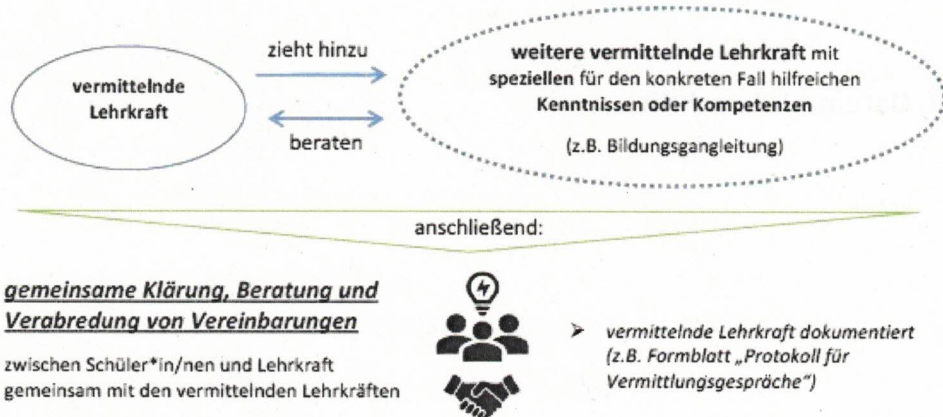 zieht hinzu
vermittelnde
Lehrkraft
beraten
weitere vermittelnde Lehrkraft mit
speziellen für den konkreten Fall hilfreichen
Kenntnissen oder Kompetenzen
(z.B. Bildungsgangleitung)
anschließend:
gemeinsame Klärung, Beratung und
Verabredung von Vereinbarungen
zwischen Schüler*in/nen und Lehrkraft
gemeinsam mit den vermittelnden Lehrkräften
➢ vermittelnde Lehrkraft dokumentiert
(z.B. Formblatt „Protokoll für
Vermittlungsgespräche“)